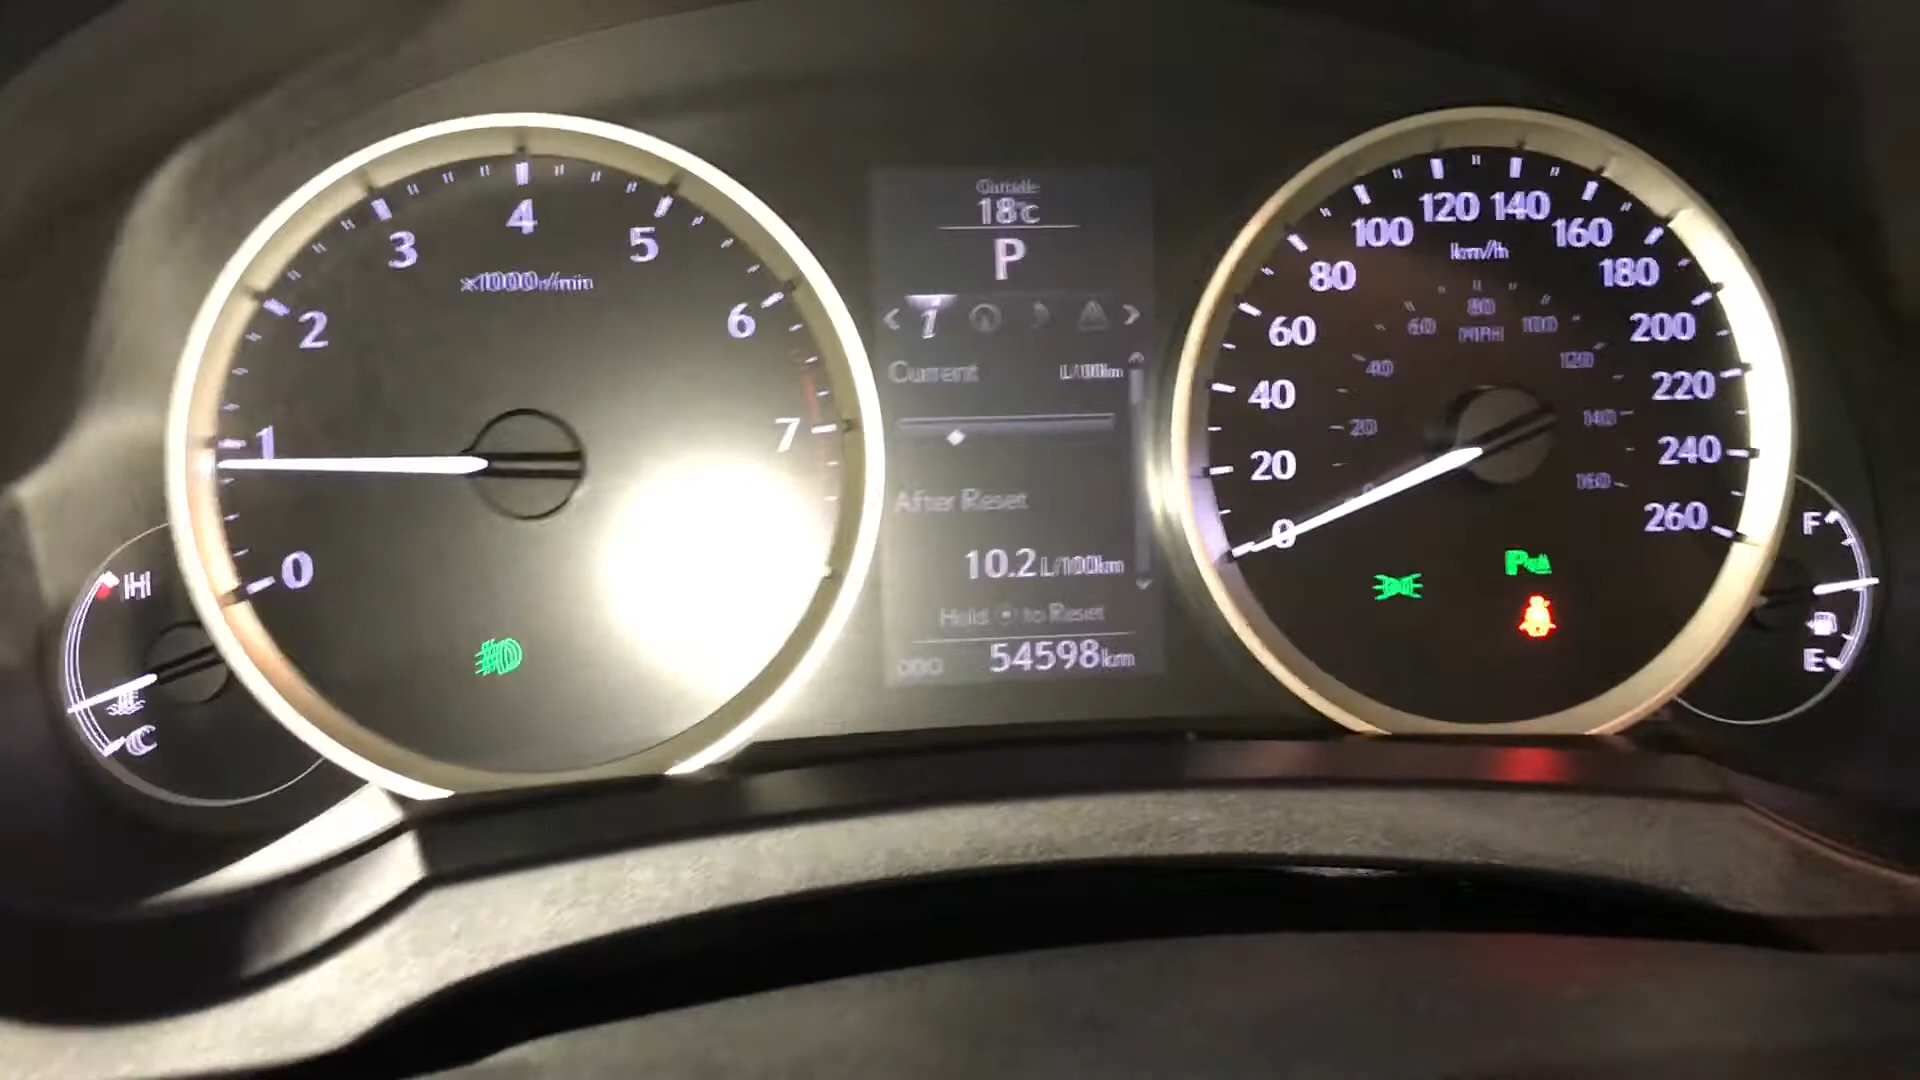 0
1
2
3
4
5
6
7
x1000r/min
H
C
Outside
18°C
P
i
Current L/100km
After Reset
10.2 L/100km
Hold to Reset
ODO 54598 km
0
20
40
60
80
100
120
140
160
180
200
220
240
260
km/h
20
40
60
80
100
120
140
160
MPH
P
F
E